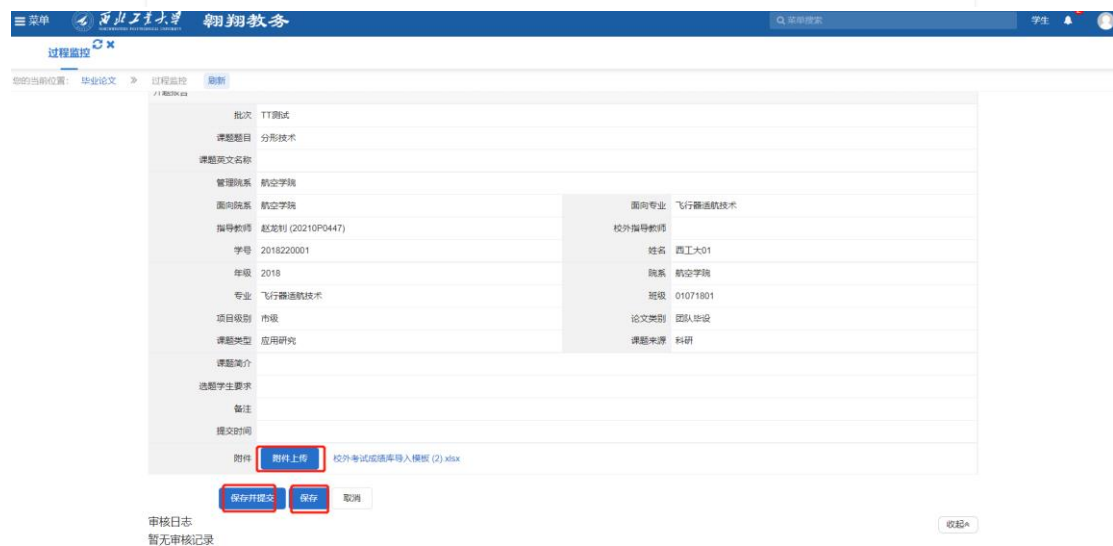 菜单 西北工业大学 翱翔教务 菜单搜索 学生
过程监控
您的当前位置: 毕业论文 » 过程监控 刷新
开题报告
批次 TT测试
课题题目 分形技术
课题英文名称
管理院系 航空学院
面向院系 航空学院 面向专业 飞行器适航技术
指导教师 赵龙钊 (20210P0447) 校外指导教师
学号 2018220001 姓名 西工大01
年级 2018 院系 航空学院
专业 飞行器适航技术 班级 01071801
项目级别 市级 论文类别 团队毕设
课题类型 应用研究 课题来源 科研
课题简介
选题学生要求
备注
提交时间
附件 附件上传 校外考试成绩库导入模板 (2).xlsx
保存并提交 保存 取消
审核日志 收起
暂无审核记录